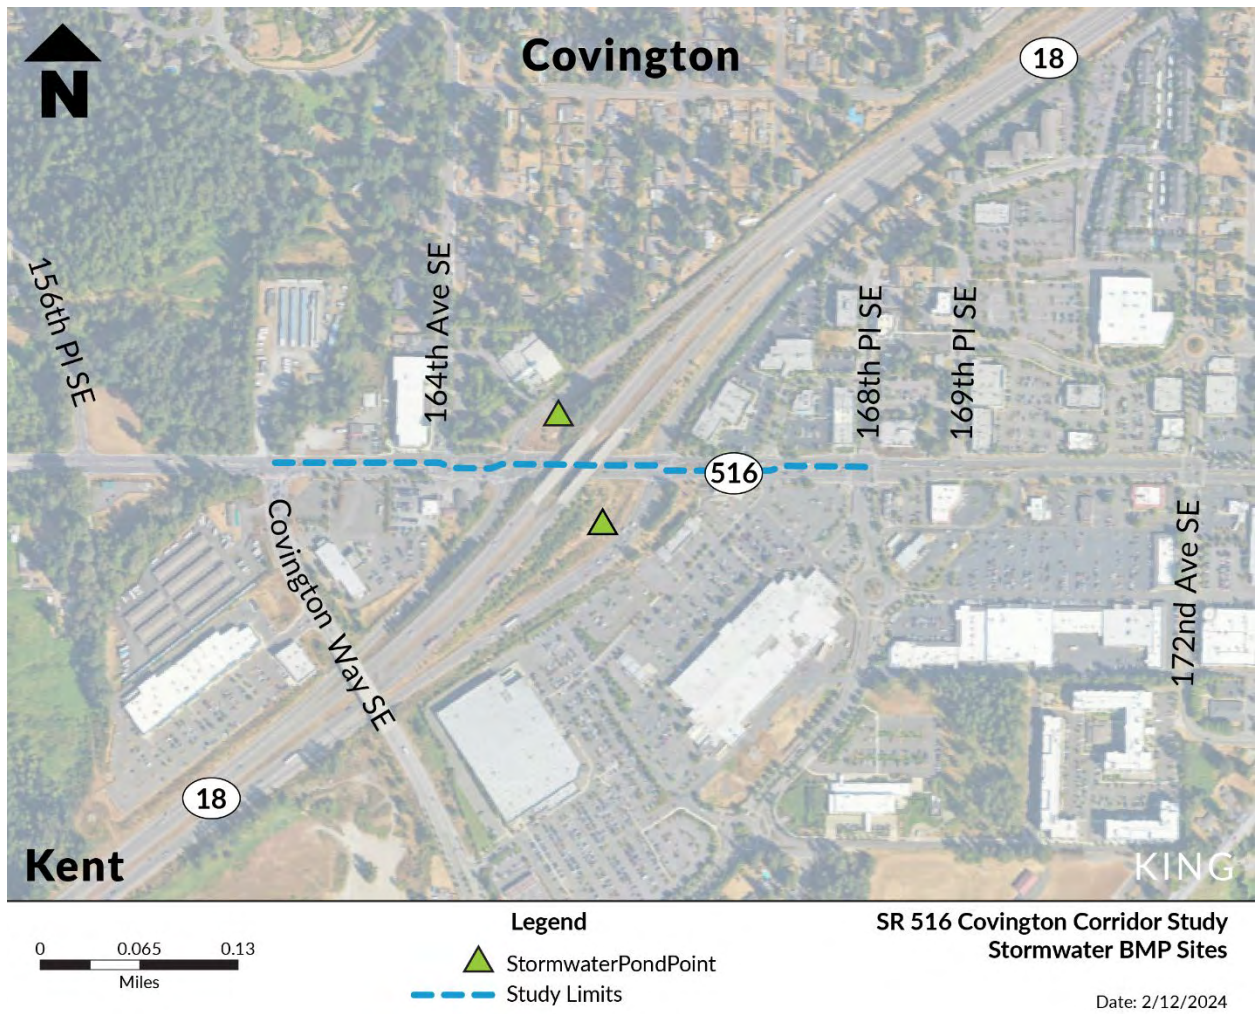 N
Covington
18
156th Pl SE
164th Ave SE
168th Pl SE
169th Pl SE
516
Covington Way SE
172nd Ave SE
18
Kent
KING
0 0.065 0.13
Miles
Legend
StormwaterPondPoint
Study Limits
SR 516 Covington Corridor Study
Stormwater BMP Sites
Date: 2/12/2024